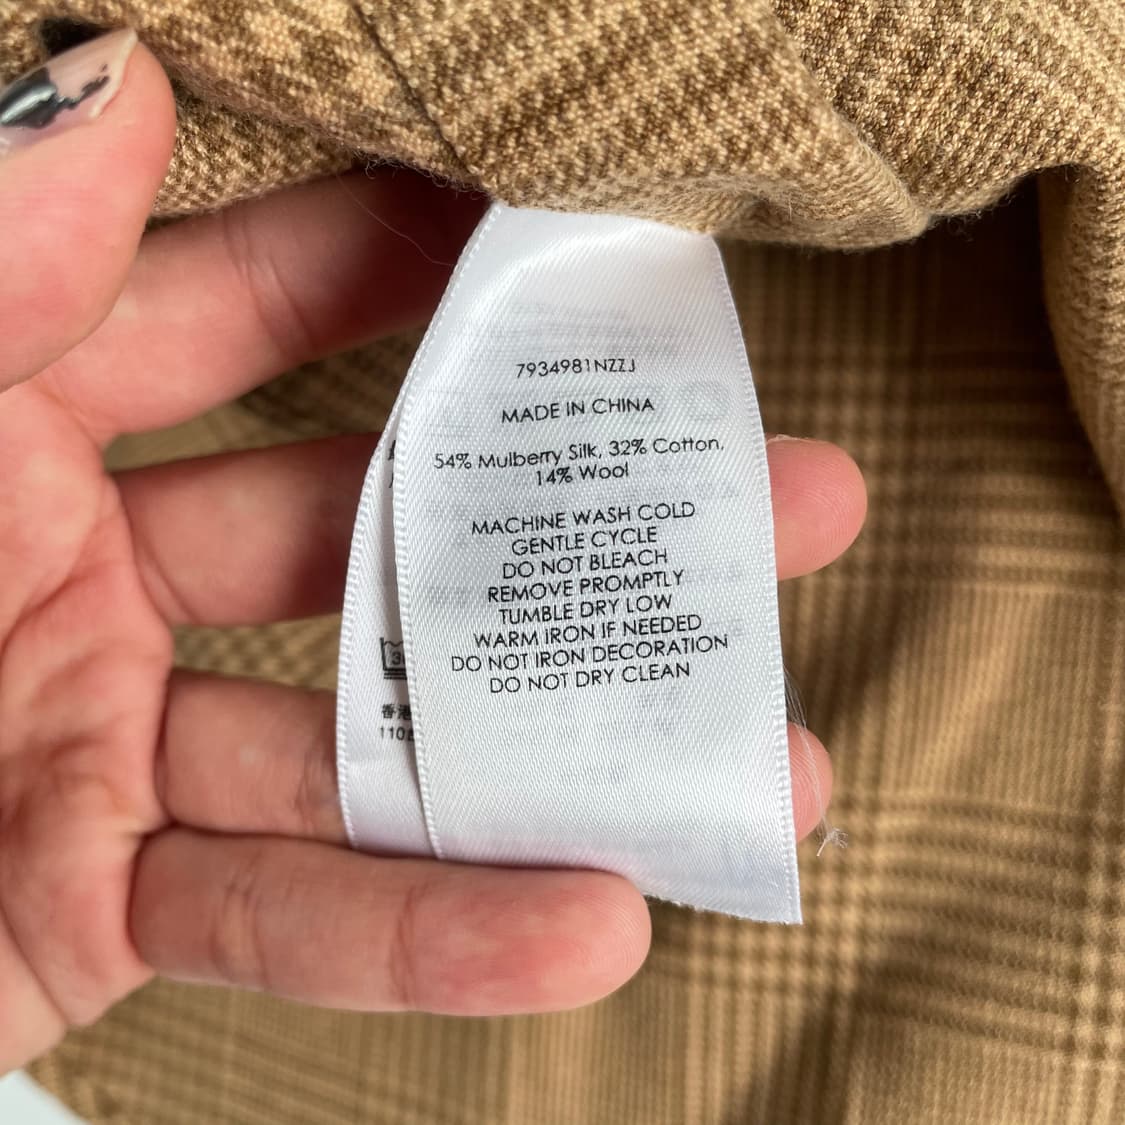 7934981NZZJ
MADE IN CHINA
54% Mulberry Silk, 32% Cotton,
14% Wool
MACHINE WASH COLD
GENTLE CYCLE
DO NOT BLEACH
REMOVE PROMPTLY
TUMBLE DRY LOW
WARM IRON IF NEEDED
DO NOT IRON DECORATION
DO NOT DRY CLEAN
香港
110